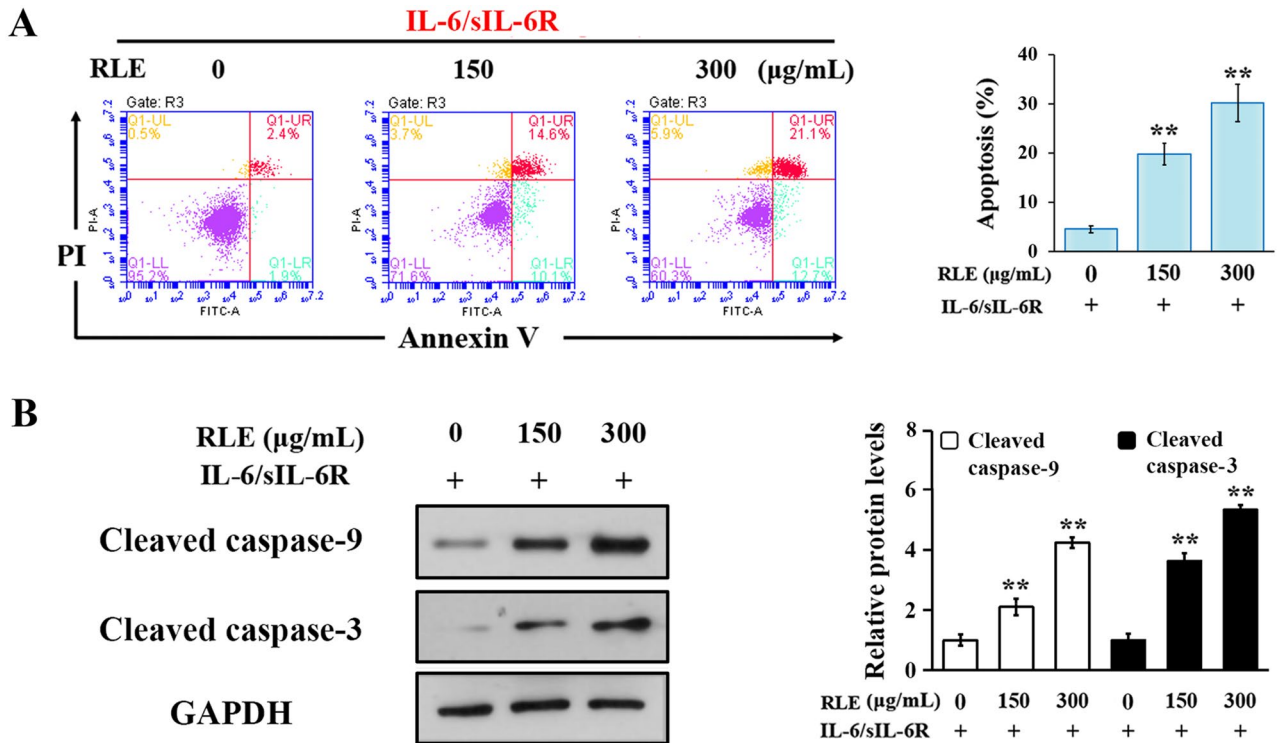 A
IL-6/sIL-6R
RLE 0 150 300 (μg/mL)
Gate: R3
Q1-UL
0.5%
Q1-UR
2.4%
Q1-LL
95.2%
Q1-LR
1.9%
PI-A
FITC-A
Gate: R3
Q1-UL
3.7%
Q1-UR
14.6%
Q1-LL
71.6%
Q1-LR
10.1%
PI-A
FITC-A
Gate: R3
Q1-UL
5.9%
Q1-UR
21.1%
Q1-LL
60.3%
Q1-LR
12.7%
PI-A
FITC-A
PI
Annexin V
Apoptosis (%)
40
30
20
10
0
** **
RLE (μg/mL) 0 150 300
IL-6/sIL-6R + + +
B
RLE (μg/mL) 0 150 300
IL-6/sIL-6R + + +
Cleaved caspase-9
Cleaved caspase-3
GAPDH
Relative protein levels
8
6
4
2
0
Cleaved
caspase-9
Cleaved
caspase-3
** ** ** **
RLE (μg/mL) 0 150 300 0 150 300
IL-6/sIL-6R + + + + + +